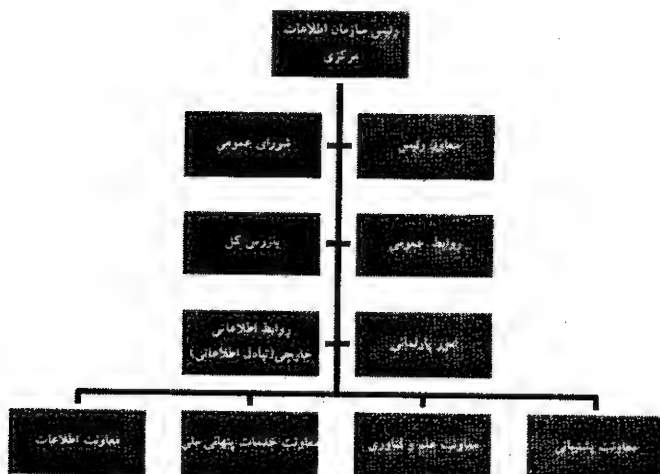 رئیس سازمان اطلاعات
مرکزی
معاون رئیس
شورای عمومی
روابط عمومی
بازرس کل
امور پارلمانی
روابط اطلاعاتی
خارجی(تبادل اطلاعاتی)
معاونت پشتیبانی
معاونت علم و فناوری
معاونت خدمات پنهانی ملی
معاونت اطلاعات